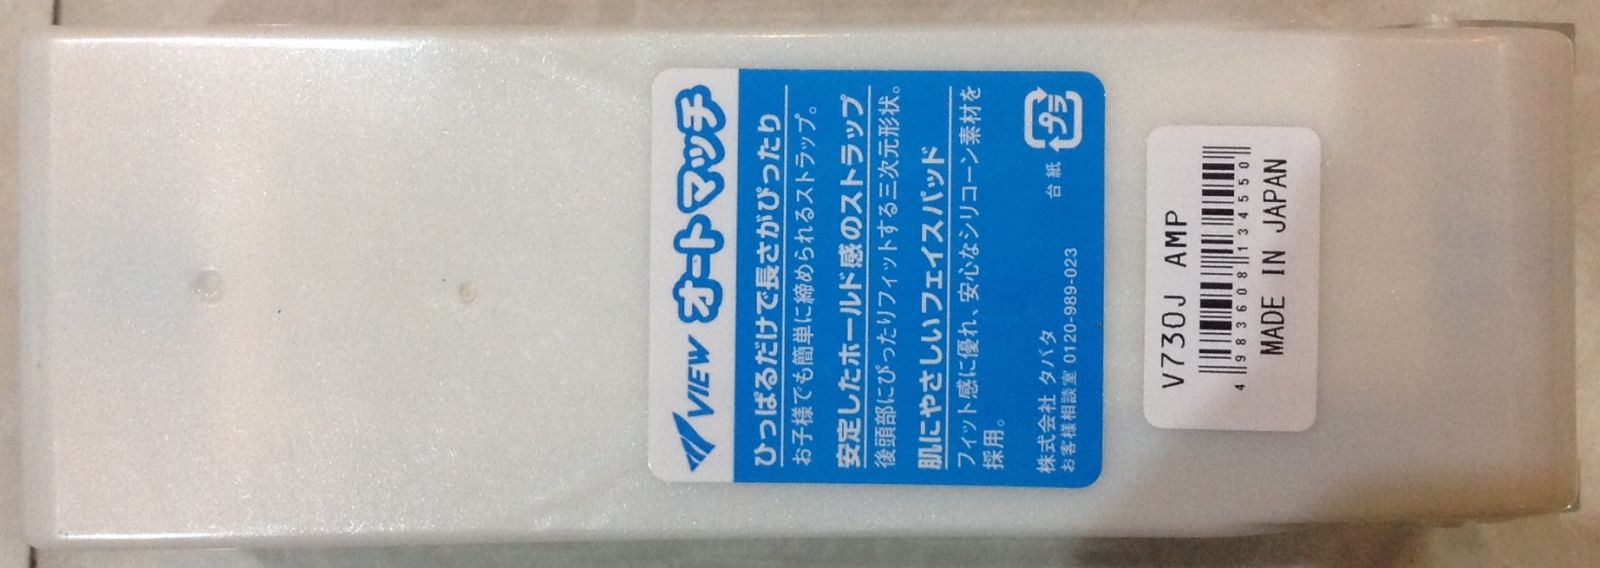 VIEW オートマッチ
ひっぱるだけで長さがぴったり
お子様でも簡単に締められるストラップ。
安定したホールド感のストラップ
後頭部にぴったりフィットする三次元形状。
肌にやさしいフェイスパッド
フィット感に優れ、安心なシリコーン素材を
採用。
台紙 プラ
株式会社 タバタ
お客様相談室 0120-989-023
V730J AMP
4 983608 134550
MADE IN JAPAN